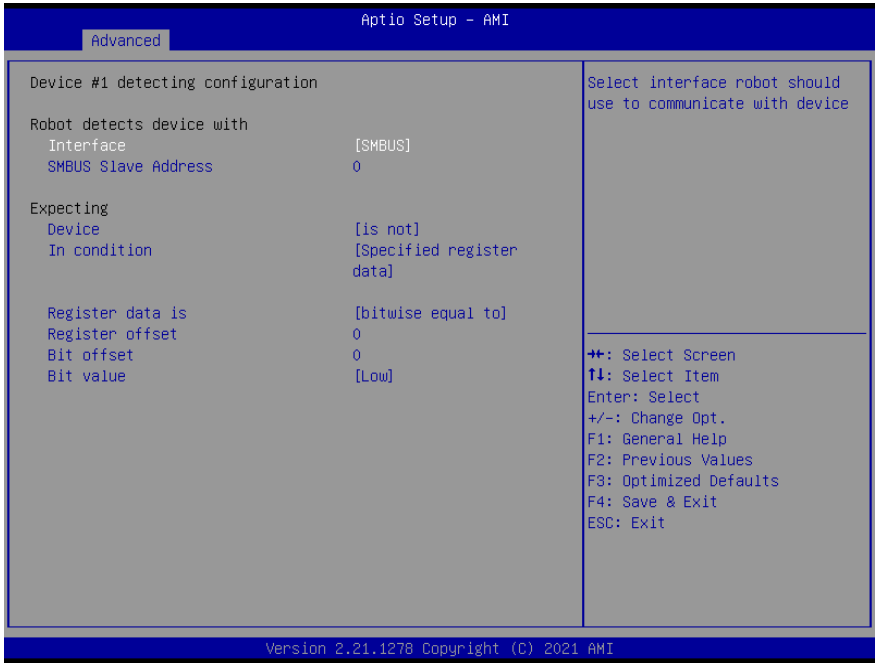 Aptio Setup – AMI
Advanced
Device #1 detecting configuration
Robot detects device with
Interface [SMBUS]
SMBUS Slave Address 0
Expecting
Device [is not]
In condition [Specified register
data]
Register data is [bitwise equal to]
Register offset 0
Bit offset 0
Bit value [Low]
Select interface robot should
use to communicate with device
→←: Select Screen
↑↓: Select Item
Enter: Select
+/-: Change Opt.
F1: General Help
F2: Previous Values
F3: Optimized Defaults
F4: Save & Exit
ESC: Exit
Version 2.21.1278 Copyright (C) 2021 AMI